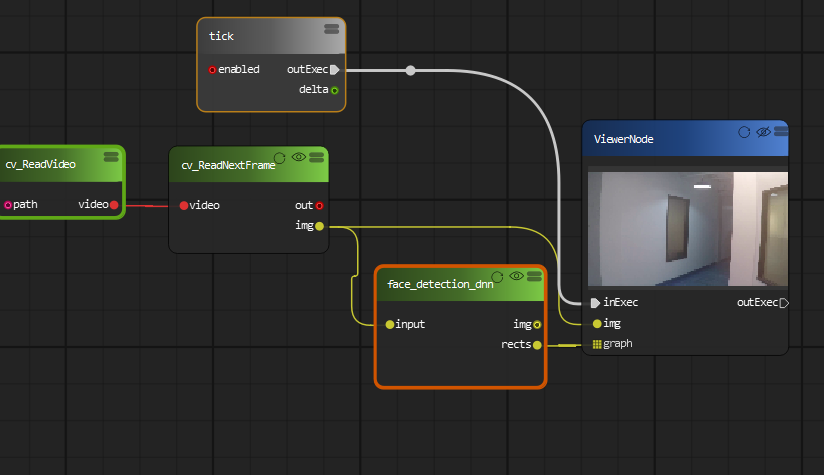 tick
enabled
outExec
delta
cv_ReadVideo
path
video
cv_ReadNextFrame
video
out
img
ViewerNode
inExec
outExec
img
graph
face_detection_dnn
input
img
rects